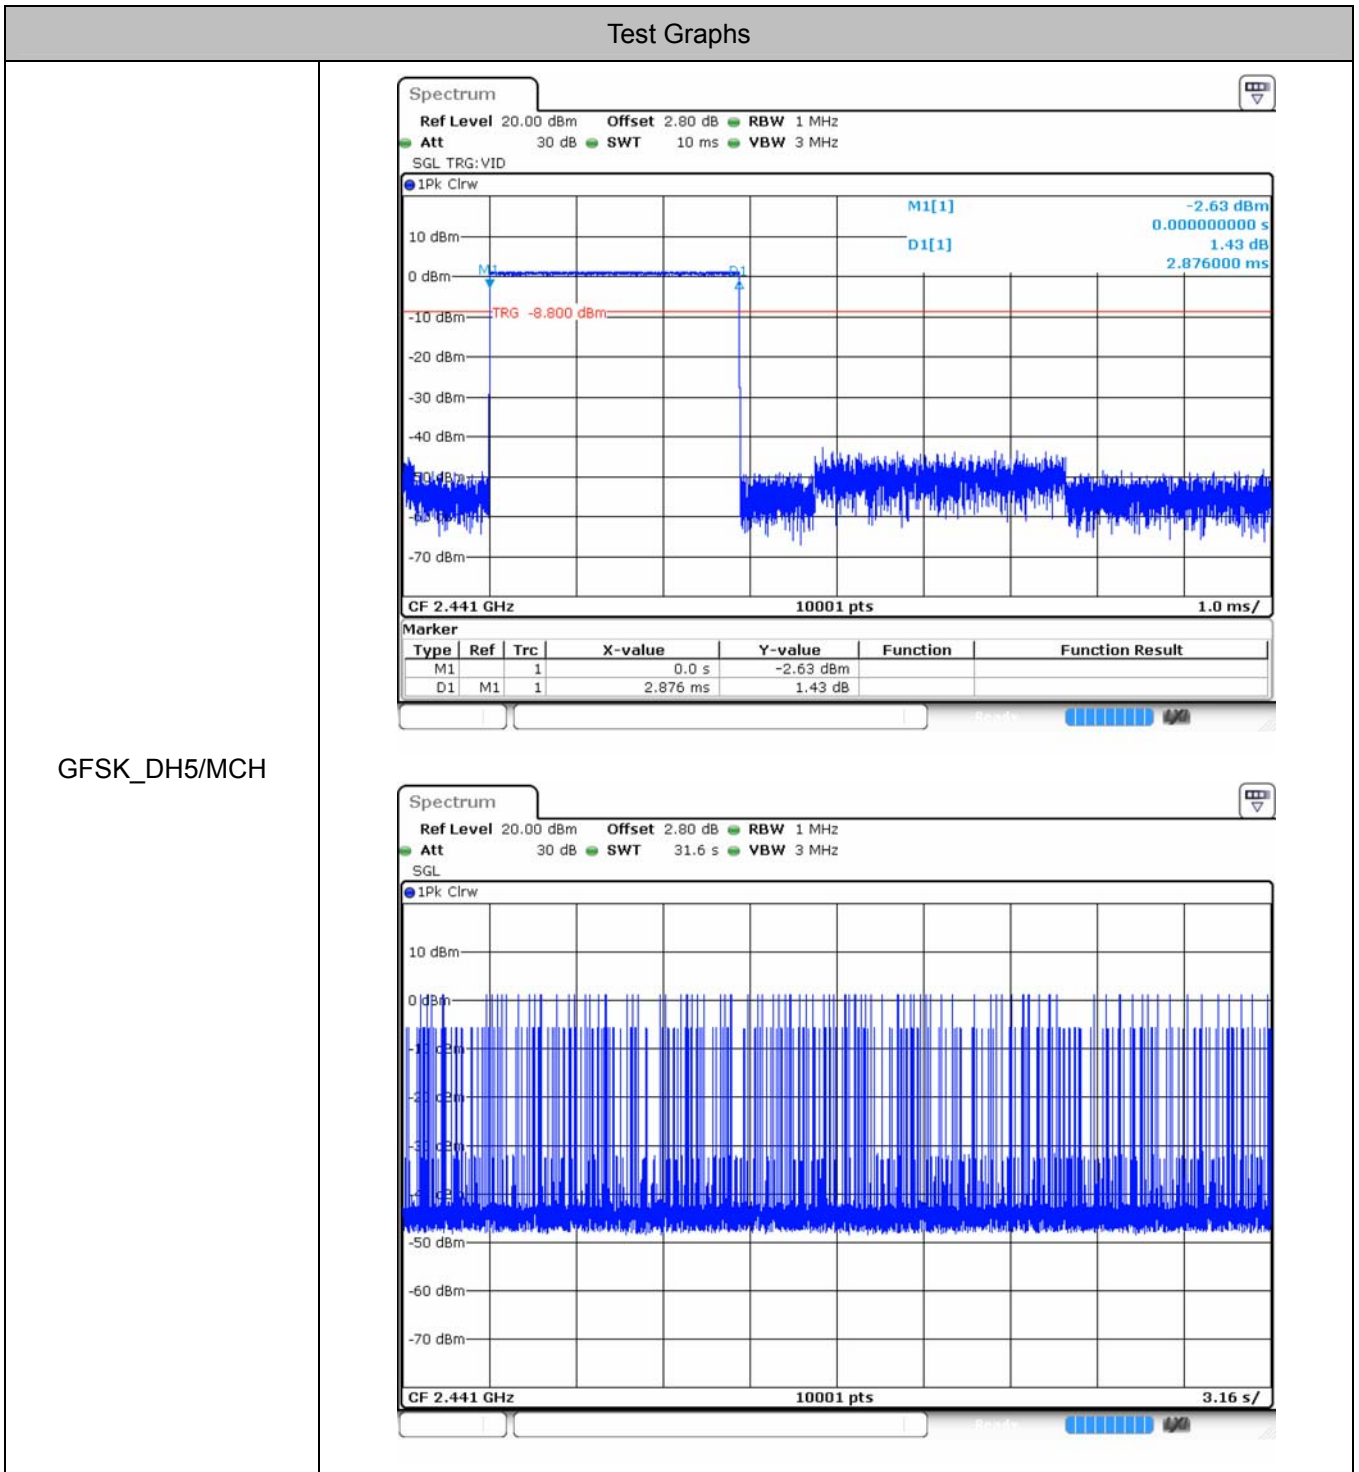 Test Graphs
GFSK_DH5/MCH
Spectrum
Ref Level 20.00 dBm Offset 2.80 dB RBW 1 MHz
Att 30 dB SWT 10 ms VBW 3 MHz
SGL TRG:VID
1Pk Clrw
M1[1] -2.63 dBm
0.000000000 s
D1[1] 1.43 dB
2.876000 ms
10 dBm
0 dBm
M1
D1
TRG -8.800 dBm
-10 dBm
-20 dBm
-30 dBm
-40 dBm
-70 dBm
CF 2.441 GHz 10001 pts 1.0 ms/
Marker
Type Ref Trc X-value Y-value Function Function Result
M1 1 0.0 s -2.63 dBm
D1 M1 1 2.876 ms 1.43 dB
Ready
Spectrum
Ref Level 20.00 dBm Offset 2.80 dB RBW 1 MHz
Att 30 dB SWT 31.6 s VBW 3 MHz
SGL
1Pk Clrw
10 dBm
0 dBm
-50 dBm
-60 dBm
-70 dBm
CF 2.441 GHz 10001 pts 3.16 s/
Ready